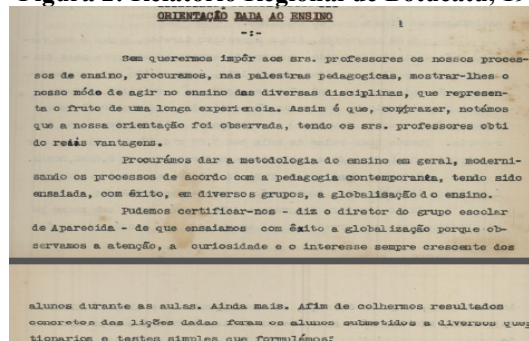 Figura 2: Relatório Regional de Botucatu, D
ORIENTAÇÃO DADA AO ENSINO
-:-
Sem querermos impôr aos srs. professores os nossos proces-
sos de ensino, procuramos, nas palestras pedagogicas, mostrar-lhes o
nosso módo de agir no ensino das diversas disciplinas, que represen-
ta o fruto de uma longa experiencia. Assim é que, comprazer, notámos
que a nossa orientação foi observada, tendo os srs. professores obti
do reais vantagens.
Procurámos dar a metodologia do ensino em geral, moderni-
sando os processos de acordo com a pedagogia contemporanea, tendo sido
ensaiada, com êxito, em diversos grupos, a globalisação do ensino.
Pudemos certificar-nos - diz o diretor do grupo escolar
de Aparecida - de que ensaiamos com êxito a globalização porque ob-
servamos a atenção, a curiosidade e o interesse sempre crescente dos
alunos durante as aulas. Ainda mais. Afim de colhermos resultados
concretos das lições dadas foram os alunos submetidos a diversos ques
tionarios e testes simples que formulámos: